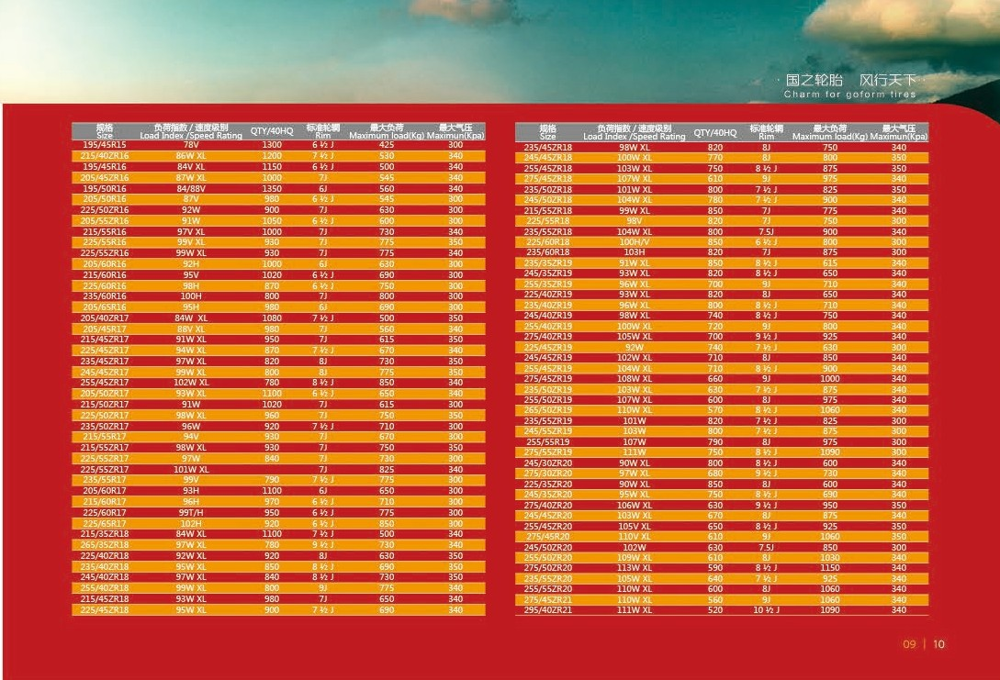 ·国之轮胎 风行天下·
Charm for goform tires
规格 负荷指数 / 速度级别 QTY/40HQ 标准轮辋 最大负荷 最大气压
Size Load Index /Speed Rating Rim Maximum load(Kg) Maximun(Kpa)
195/45R15 78V 1300 6 ½ J 425 300
215/40ZR16 86W XL 1200 7 ½ J 530 340
195/45R16 84V XL 1150 6 ½ J 500 340
205/45ZR16 87W XL 1000 7J 545 340
195/50R16 84/88V 1350 6J 560 340
205/50R16 87V 980 6 ½ J 545 300
225/50ZR16 92W 900 7J 630 300
205/55ZR16 91W 1050 6 ½ J 600 300
215/55R16 97V XL 1000 7J 730 340
225/55R16 99V XL 930 7J 775 350
225/55ZR16 99W XL 930 7J 775 340
205/60R16 92H 1000 6J 630 300
215/60R16 95V 1020 6 ½ J 690 300
225/60R16 98H 870 6 ½ J 750 300
235/60R16 100H 800 7J 800 300
205/65R16 95H 980 6J 690 300
205/40ZR17 84W XL 1080 7 ½ J 500 350
205/45R17 88V XL 980 7J 560 340
215/45ZR17 91W XL 950 7J 615 350
225/45ZR17 94W XL 870 7 ½ J 670 340
235/45ZR17 97W XL 820 8J 730 350
245/45ZR17 99W XL 800 8J 775 350
255/45ZR17 102W XL 780 8 ½ J 850 340
205/50ZR17 93W XL 1100 6 ½ J 650 340
215/50ZR17 91W 1020 7J 615 300
225/50ZR17 98W XL 960 7J 750 350
235/50ZR17 96W 920 7 ½ J 710 300
215/55R17 94V 930 7J 670 300
215/55ZR17 98W XL 930 7J 750 350
225/55ZR17 97W 840 7J 730 300
225/55ZR17 101W XL 7J 825 340
235/55R17 99V 790 7 ½ J 775 300
205/60R17 93H 1100 6J 650 300
215/60R17 96H 970 6 ½ J 710 300
225/60R17 99T/H 950 6 ½ J 775 300
225/65R17 102H 920 6 ½ J 850 300
215/35ZR18 84W XL 1100 7 ½ J 500 340
265/35ZR18 97W XL 780 9 ½ J 730 340
225/40ZR18 92W XL 920 8J 630 350
235/40ZR18 95W XL 850 8 ½ J 690 350
245/40ZR18 97W XL 840 8 ½ J 730 350
255/40ZR18 99W XL 800 9J 775 340
215/45ZR18 93W XL 980 7J 650 340
225/45ZR18 95W XL 900 7 ½ J 690 340
规格 负荷指数 / 速度级别 QTY/40HQ 标准轮辋 最大负荷 最大气压
Size Load Index /Speed Rating Rim Maximum load(Kg) Maximun(Kpa)
235/45ZR18 98W XL 820 8J 750 340
245/45ZR18 100W XL 770 8J 800 350
255/45ZR18 103W XL 750 8 ½ J 875 340
275/45ZR18 107W XL 610 9J 975 340
235/50ZR18 101W XL 800 7 ½ J 825 350
245/50ZR18 104W XL 780 7 ½ J 900 340
215/55ZR18 99W XL 850 7J 775 340
225/55R18 98V 820 7J 750 300
235/55ZR18 104W XL 800 7.5J 900 340
225/60R18 100H/V 850 6 ½ J 800 300
235/60R18 103H 820 7J 875 300
235/35ZR19 91W XL 850 8 ½ J 615 340
245/35ZR19 93W XL 820 8 ½ J 650 340
255/35ZR19 96W XL 700 9J 710 340
225/40ZR19 93W XL 820 8J 650 340
235/40ZR19 96W XL 800 8 ½ J 710 340
245/40ZR19 98W XL 740 8 ½ J 750 340
255/40ZR19 100W XL 720 9J 800 340
275/40ZR19 105W XL 700 9 ½ J 925 340
225/45ZR19 92W 740 7 ½ J 630 300
245/45ZR19 102W XL 710 8J 850 340
255/45ZR19 104W XL 710 8 ½ J 900 340
275/45ZR19 108W XL 660 9J 1000 340
235/50ZR19 103W XL 630 7 ½ J 875 340
255/50ZR19 107W XL 600 8J 975 340
265/50ZR19 110W XL 570 8 ½ J 1060 340
235/55ZR19 101W 820 7 ½ J 825 300
245/55ZR19 103W 800 7 ½ J 875 300
255/55R19 107W 790 8J 975 300
275/55ZR19 111W 750 8 ½ J 1090 300
245/30ZR20 90W XL 800 8 ½ J 600 340
275/30ZR20 97W XL 680 9 ½ J 730 340
225/35ZR20 90W XL 850 8J 600 340
245/35ZR20 95W XL 750 8 ½ J 690 340
275/40ZR20 106W XL 630 9 ½ J 950 350
245/45ZR20 103W XL 670 8J 875 340
255/45ZR20 105V XL 650 8 ½ J 925 350
275/45R20 110V XL 610 9J 1060 350
245/50ZR20 102W 630 7.5J 850 300
255/50ZR20 109W XL 610 8J 1030 340
275/50ZR20 113W XL 590 8 ½ J 1150 340
235/55ZR20 105W XL 640 7 ½ J 925 340
255/55ZR20 110W XL 600 8J 1060 340
275/45ZR21 110W XL 560 9J 1060 340
295/40ZR21 111W XL 520 10 ½ J 1090 340
09 | 10